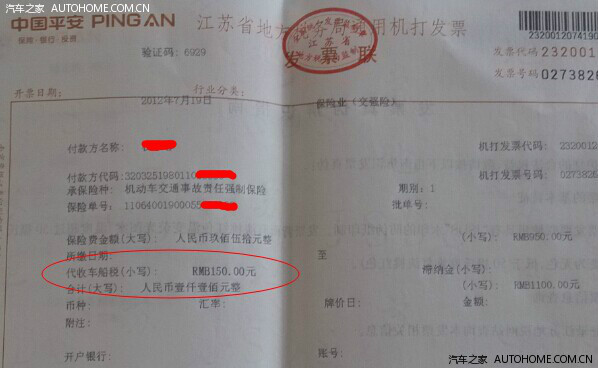 汽车之家 AUTOHOME.COM.CN
中国平安 PING AN
保险·银行·投资
江苏省地方税务局通用机打发票
发票联
江苏省
验证码: 6929
发票代码 2320012
发票号码 0273826
2320012074190
开票日期: 2012年7月19日
行业分类: 保险业(交强险)
付款方名称:
机打发票代码: 2320012
付款方代码: 3203251980110
机打发票号码: 0273826
承保险种: 机动车交通事故责任强制保险
期别: 1
保险单号: 11064001900055
批单号:
保险费金额(大写): 人民币玖佰伍拾元整
(小写): RMB950.00元
至
代收车船税(小写): RMB150.00元
滞纳金(小写):
合计(大写): 人民币壹仟壹佰元整
(小写): RMB1100.00元
币种:
汇率:
牌价日:
金额:
附注:
开户银行:
账号:
汽车之家 AUTOHOME.COM.CN